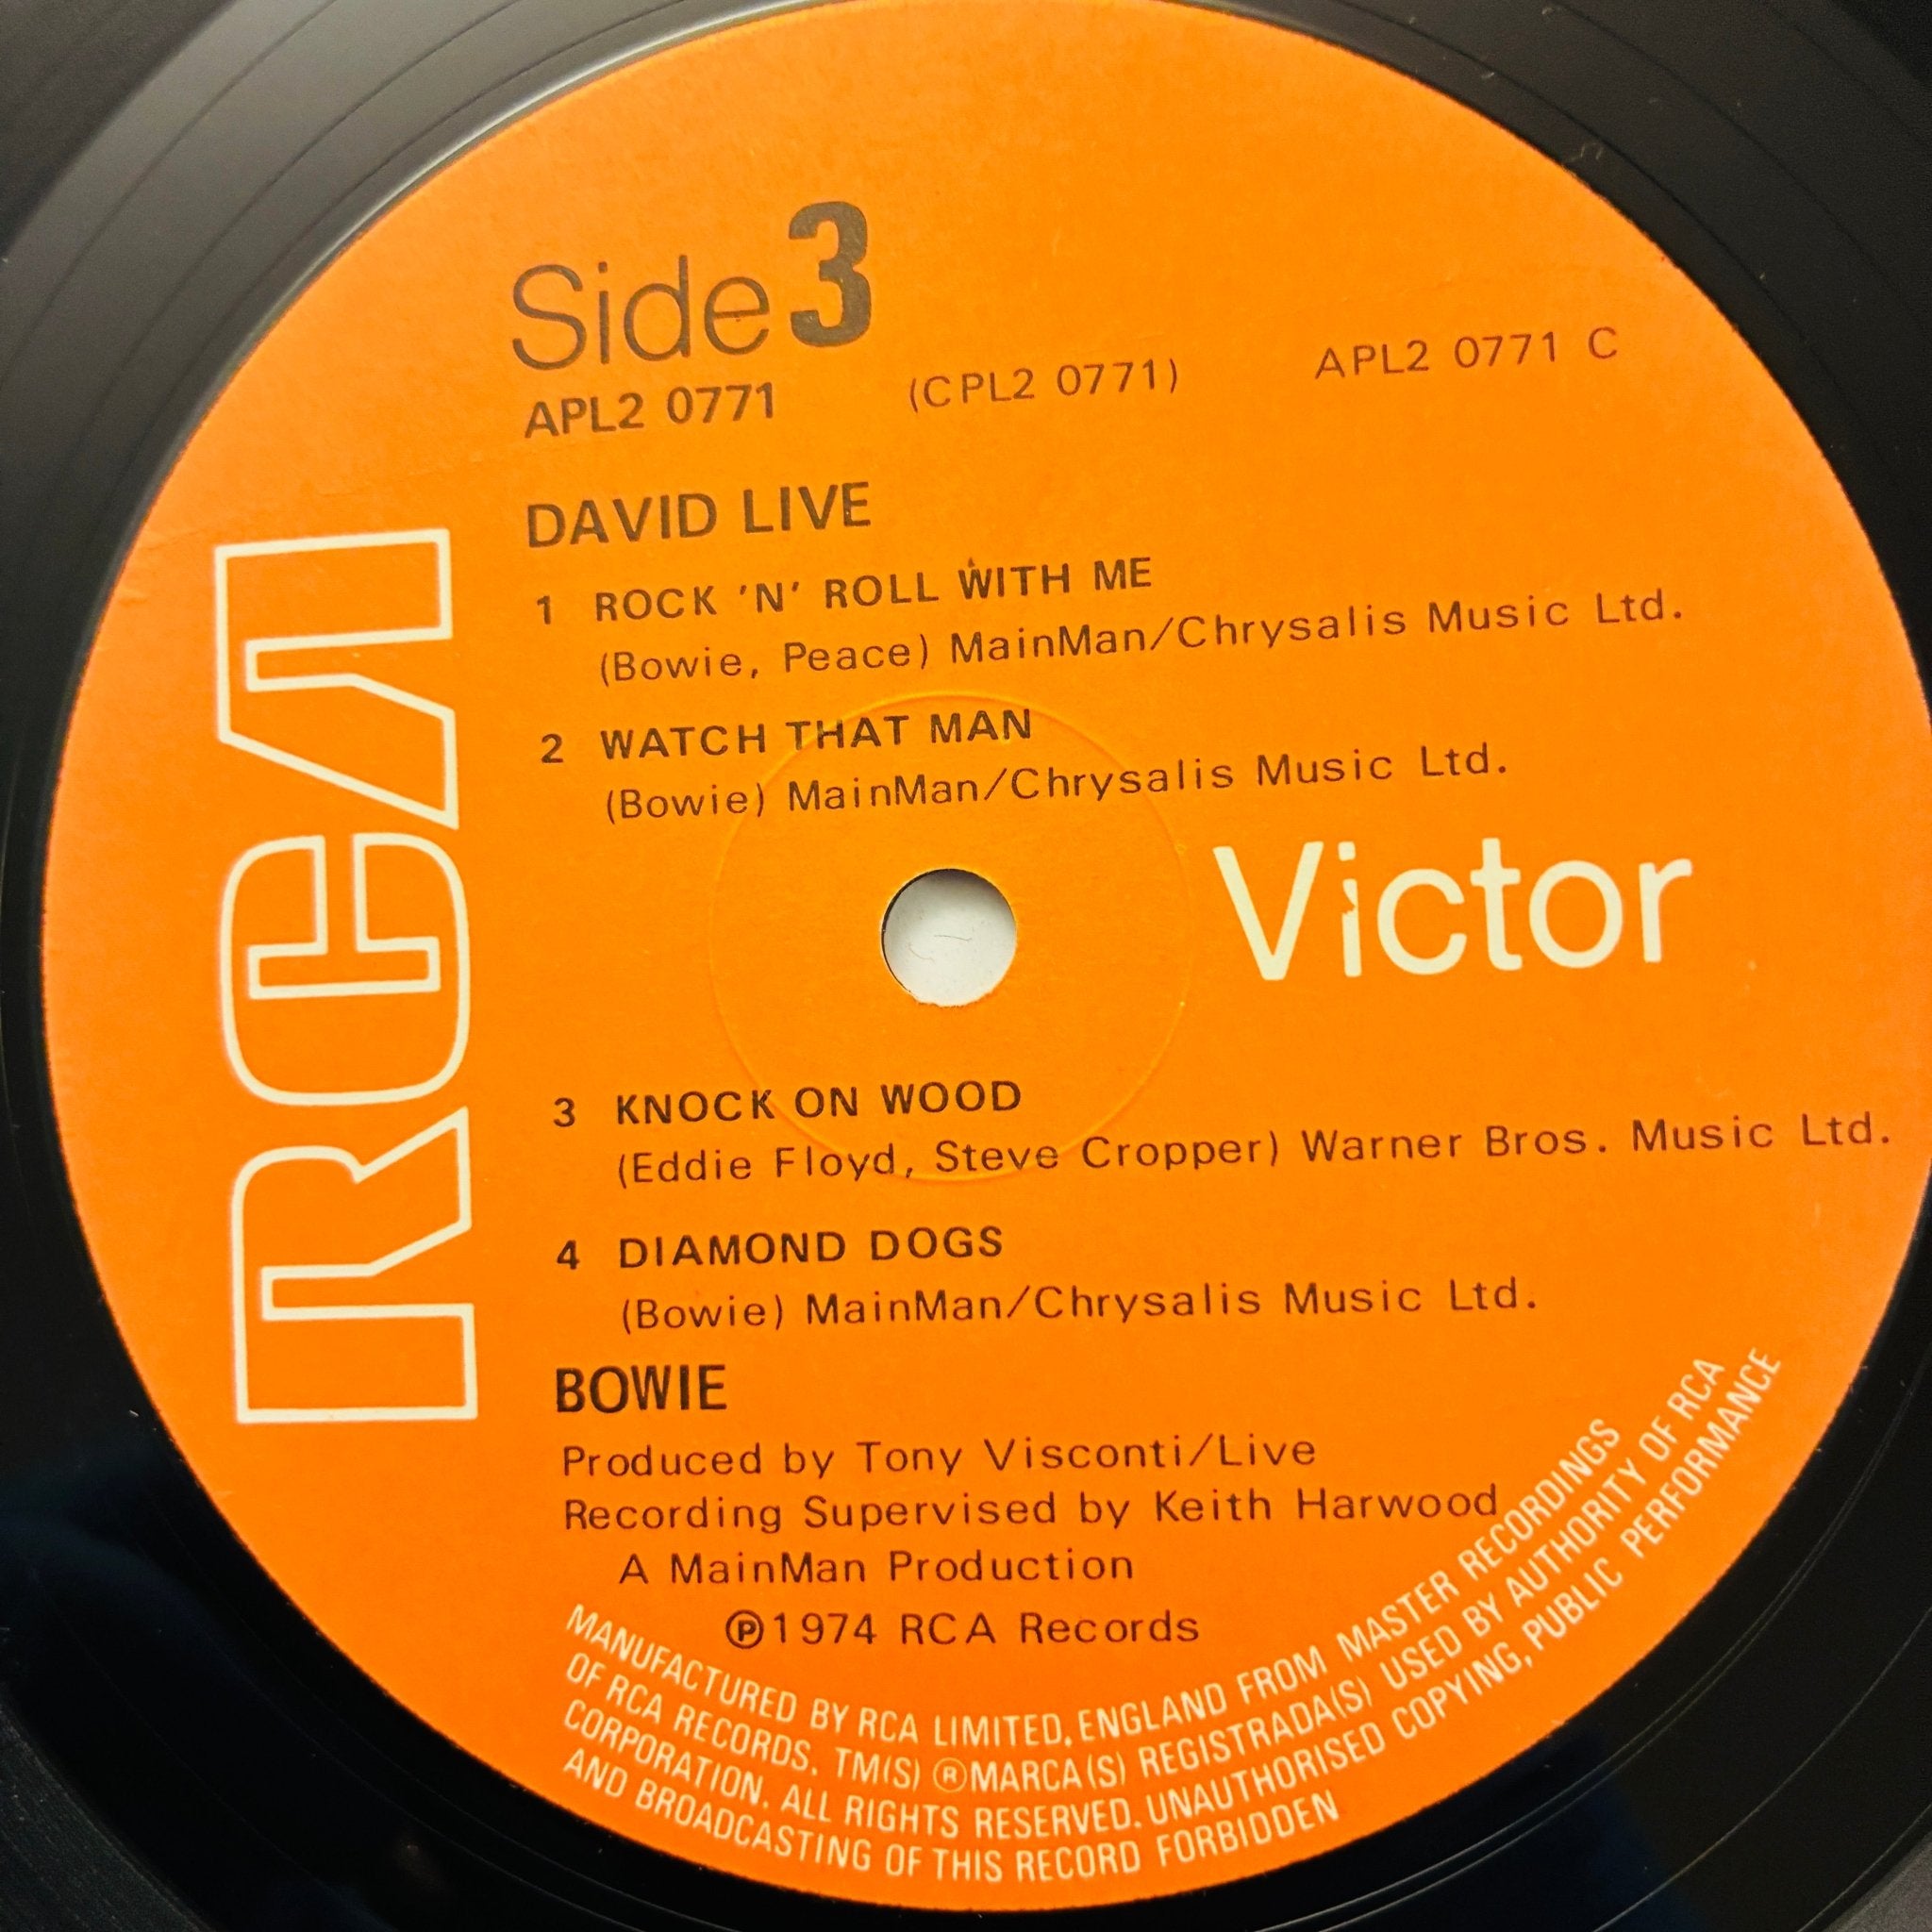 Side 3
APL2 0771 (CPL2 0771) APL2 0771 C
DAVID LIVE
1 ROCK 'N' ROLL WITH ME
(Bowie, Peace) MainMan/Chrysalis Music Ltd.
2 WATCH THAT MAN
(Bowie) MainMan/Chrysalis Music Ltd.
RCA
Victor
3 KNOCK ON WOOD
(Eddie Floyd, Steve Cropper) Warner Bros. Music Ltd.
4 DIAMOND DOGS
(Bowie) MainMan/Chrysalis Music Ltd.
BOWIE
Produced by Tony Visconti/Live
Recording Supervised by Keith Harwood
A MainMan Production
℗1974 RCA Records
MANUFACTURED BY RCA LIMITED, ENGLAND FROM MASTER RECORDINGS
OF RCA RECORDS. TM(S) ®MARCA(S) REGISTRADA(S) USED BY AUTHORITY OF RCA
CORPORATION. ALL RIGHTS RESERVED. UNAUTHORISED COPYING, PUBLIC PERFORMANCE
AND BROADCASTING OF THIS RECORD FORBIDDEN